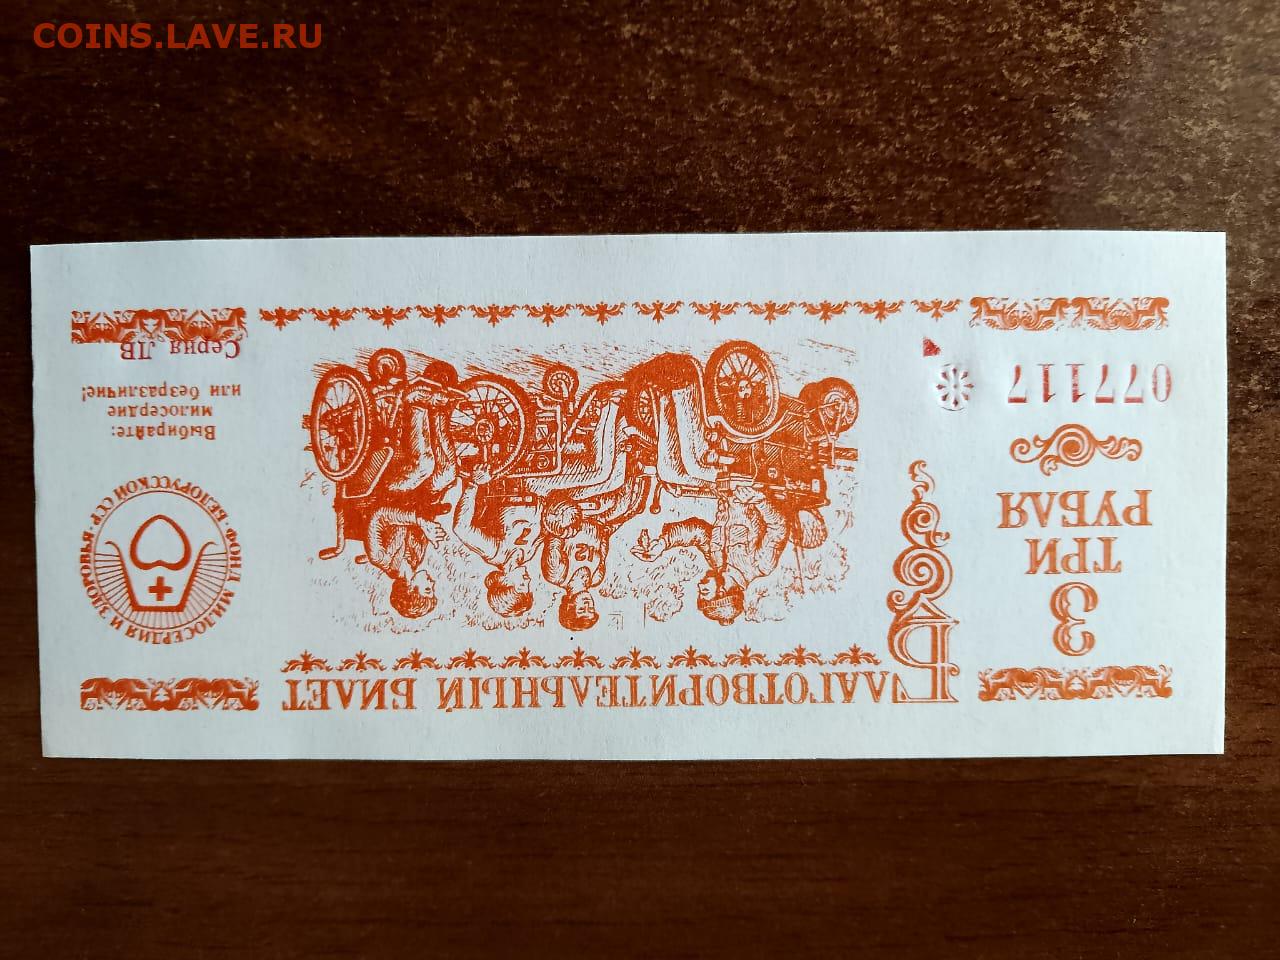 COINS.LAVE.RU
БЛАГОТВОРИТЕЛЬНЫЙ БИЛЕТ
3
ТРИ
РУБЛЯ
077117
ФОНД МИЛОСЕРДИЯ И ЗДОРОВЬЯ · БЕЛОРУССКОЙ ССР ·
12
Выбирайте:
милосердие
или безразличие!
Серия ЛВ